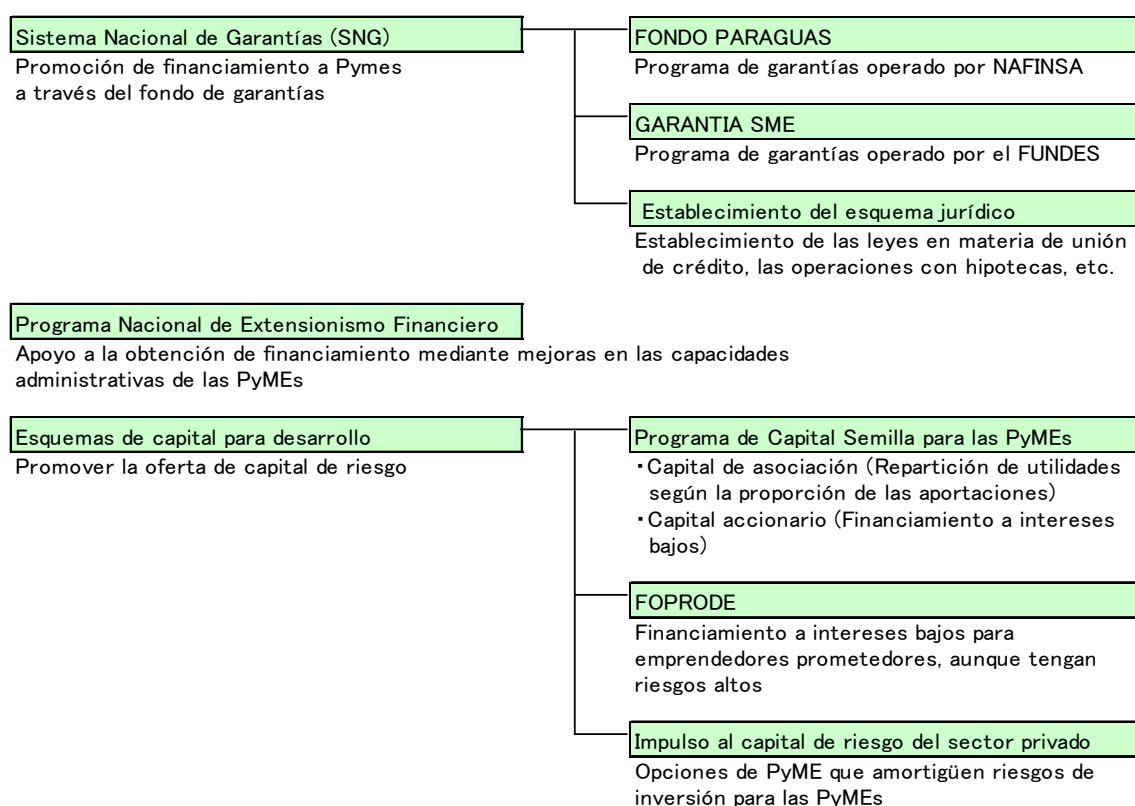 Sistema Nacional de Garantías (SNG)
Promoción de financiamiento a Pymes
a través del fondo de garantías
FONDO PARAGUAS
Programa de garantías operado por NAFINSA
GARANTIA SME
Programa de garantías operado por el FUNDES
Establecimiento del esquema jurídico
Establecimiento de las leyes en materia de unión
de crédito, las operaciones con hipotecas, etc.
Programa Nacional de Extensionismo Financiero
Apoyo a la obtención de financiamiento mediante mejoras en las capacidades
administrativas de las PyMEs
Esquemas de capital para desarrollo
Promover la oferta de capital de riesgo
Programa de Capital Semilla para las PyMEs
・Capital de asociación (Repartición de utilidades
según la proporción de las aportaciones)
・Capital accionario (Financiamiento a intereses
bajos)
FOPRODE
Financiamiento a intereses bajos para
emprendedores prometedores, aunque tengan
riesgos altos
Impulso al capital de riesgo del sector privado
Opciones de PyME que amortigüen riesgos de
inversión para las PyMEs